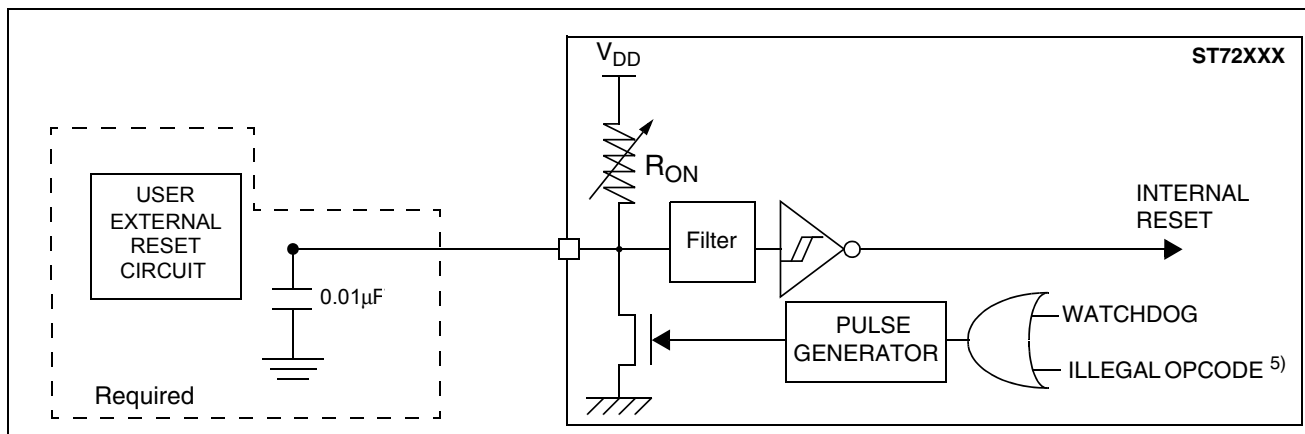 ST72XXX
VDD
RON
USER
EXTERNAL
RESET
CIRCUIT
0.01μF
Required
Filter
INTERNAL
RESET
PULSE
GENERATOR
WATCHDOG
ILLEGAL OPCODE 5)